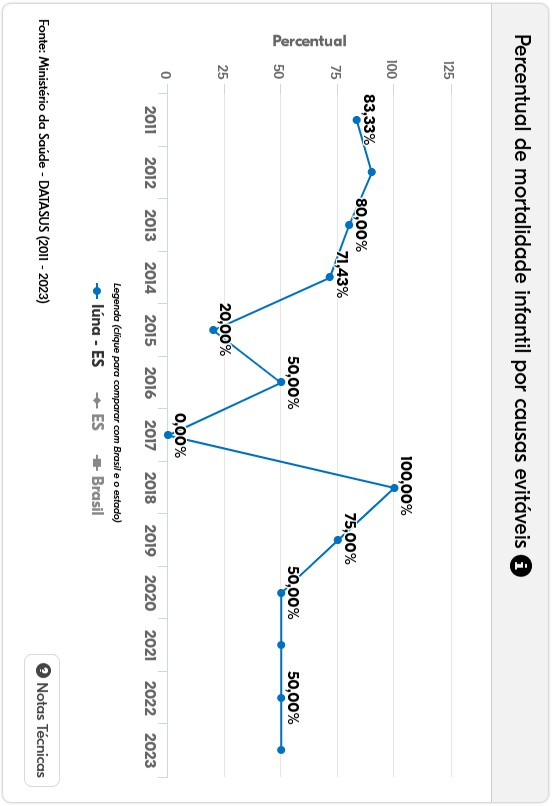 Percentual de mortalidade infantil por causas evitáveis i
Percentual
125
100
75
50
25
0
83,33%
80,00%
71,43%
20,00%
50,00%
0,00%
100,00%
75,00%
50,00%
50,00%
2011 2012 2013 2014 2015 2016 2017 2018 2019 2020 2021 2022 2023
Legenda (clique para comparar com Brasil e o estado)
Iúna - ES ES Brasil
Fonte: Ministério da Saúde - DATASUS (2011 - 2023)
? Notas Técnicas